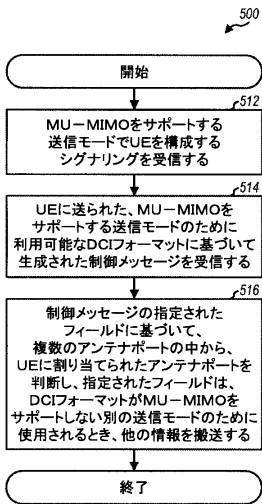 500
開始
512
MU－MIMOをサポートする
送信モードでUEを構成する
シグナリングを受信する
514
UEに送られた、MU－MIMOを
サポートする送信モードのために
利用可能なDCIフォーマットに基づいて
生成された制御メッセージを受信する
516
制御メッセージの指定された
フィールドに基づいて、
複数のアンテナポートの中から、
UEに割り当てられたアンテナポートを
判断し、指定されたフィールドは、
DCIフォーマットがMU－MIMOを
サポートしない別の送信モードのために
使用されるとき、他の情報を搬送する
終了